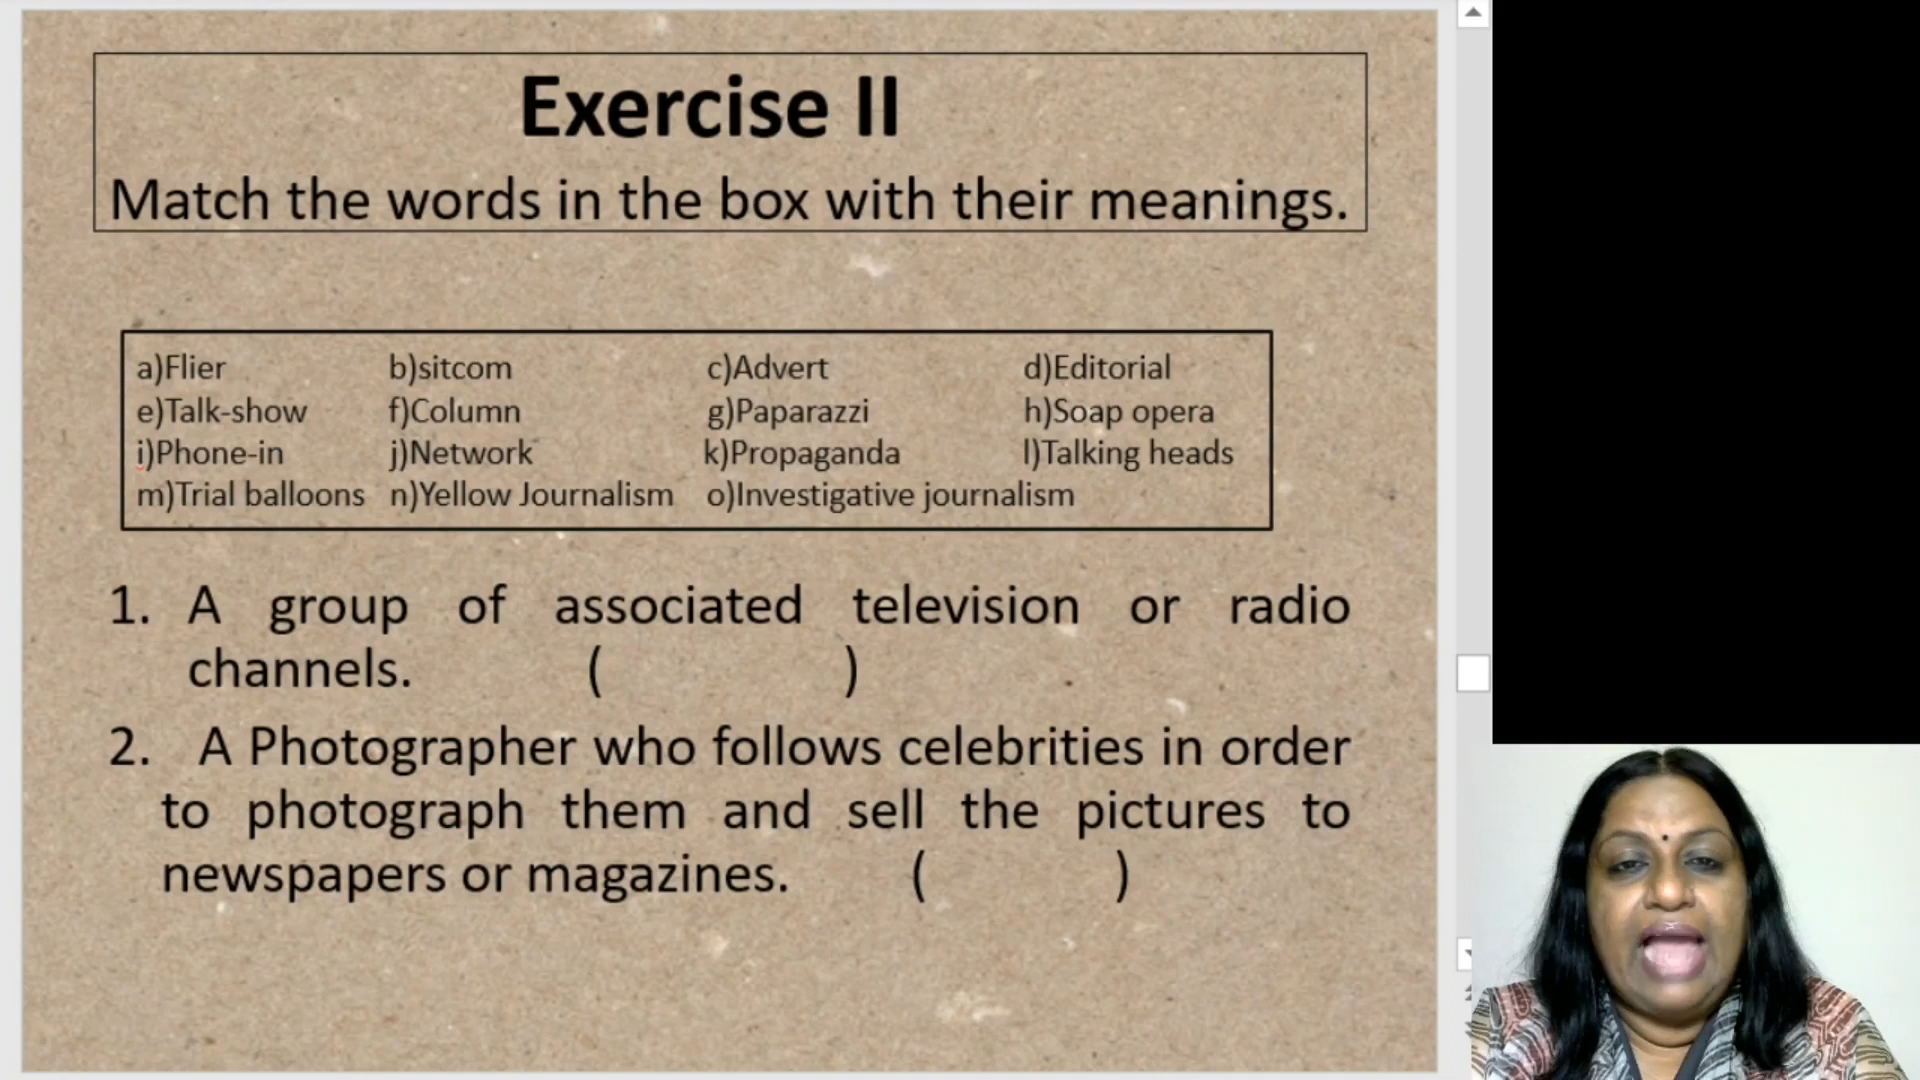 Exercise II
Match the words in the box with their meanings.
a)Flier b)sitcom c)Advert d)Editorial
e)Talk-show f)Column g)Paparazzi h)Soap opera
i)Phone-in j)Network k)Propaganda l)Talking heads
m)Trial balloons n)Yellow Journalism o)Investigative journalism
1. A group of associated television or radio
channels. ( )
2. A Photographer who follows celebrities in order
to photograph them and sell the pictures to
newspapers or magazines. ( )